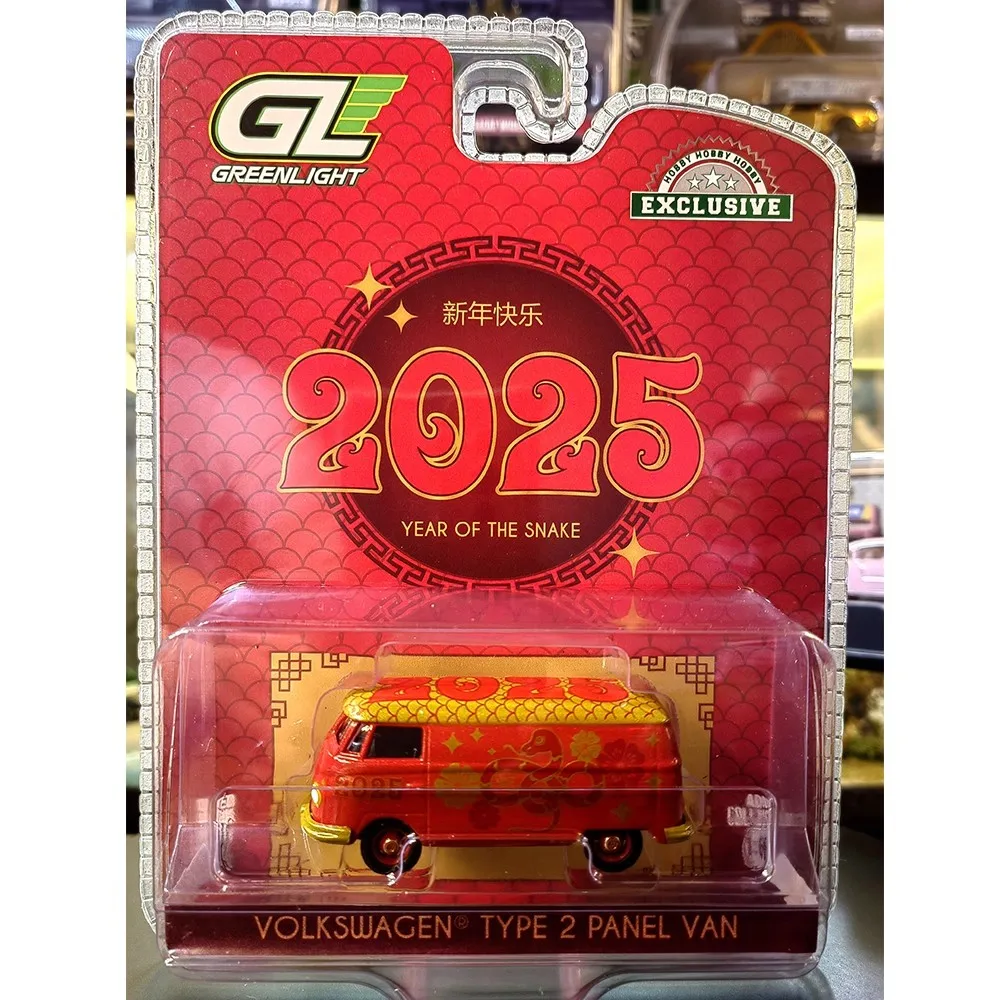 GL
GREENLIGHT
HOBBY HOBBY HOBBY
EXCLUSIVE
新年快乐
2025
YEAR OF THE SNAKE
2025
2025
VOLKSWAGEN® TYPE 2 PANEL VAN